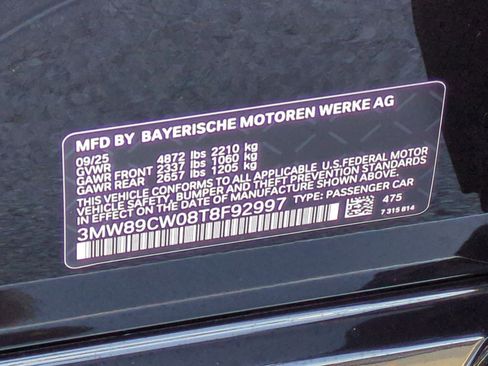 MFD BY BAYERISCHE MOTOREN WERKE AG
09/25
GVWR 4872 lbs 2210 kg
GAWR FRONT 2337 lbs 1060 kg
GAWR REAR 2657 lbs 1205 kg
THIS VEHICLE CONFORMS TO ALL APPLICABLE U.S.FEDERAL MOTOR
VEHICLE SAFETY, BUMPER AND THEFT PREVENTION STANDARDS
IN EFFECT ON THE DATE OF MANUFACTURE SHOWN ABOVE.
3MW89CW08T8F92997 TYPE: PASSENGER CAR
475
7 315 814